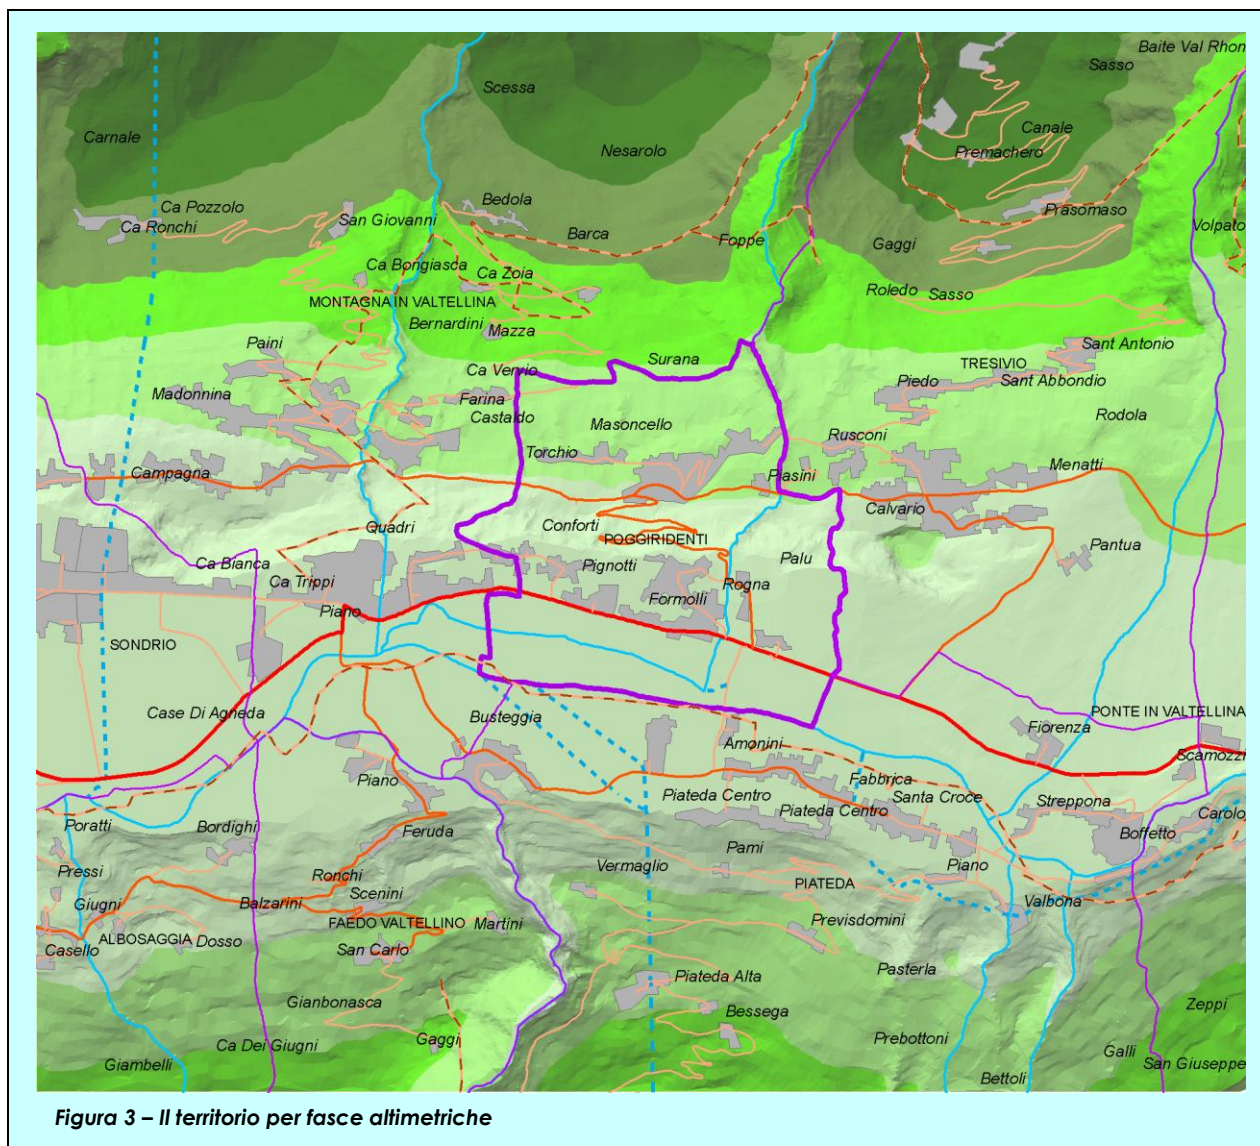 Baite Val Rhon
Sasso
Scessa
Carnale
Canale
Nesarolo
Premachero
Ca Pozzolo
Bedola
Prasomaso
Ca Ronchi
San Giovanni
Barca
Foppe
Gaggi
Volpato
Ca Bongiasca
Ca Zoia
Roledo
Sasso
MONTAGNA IN VALTELLINA
Bernardini
Mazza
Paini
Surana
Sant Antonio
TRESIVIO
Ca Vervio
Piedo
Sant Abbondio
Madonnina
Farina
Castaldo
Masoncello
Rodola
Rusconi
Torchio
Campagna
Piasini
Menatti
Calvario
Quadri
Conforti
POGGIRIDENTI
Pantua
Ca Bianca
Pignotti
Palu
Ca Trippi
Rogna
Formolli
Piano
SONDRIO
Case Di Agneda
Busteggia
PONTE IN VALTELLINA
Fiorenza
Amonini
Scamozzi
Piano
Fabbrica
Piateda Centro
Santa Croce
Streppona
Piateda Centro
Carolo
Poratti
Bordighi
Feruda
Boffetto
Pami
Pressi
Ronchi
Vermaglio
Piano
Scenini
PIATEDA
Giugni
Balzarini
Valbona
FAEDO VALTELLINO
Martini
Previsdomini
ALBOSAGGIA
Dosso
Casello
San Carlo
Pasterla
Piateda Alta
Gianbonasca
Zeppi
Bessega
Gaggi
Prebottoni
Ca Dei Giugni
Galli
Giambelli
San Giuseppe
Bettoli
Figura 3 – Il territorio per fasce altimetriche